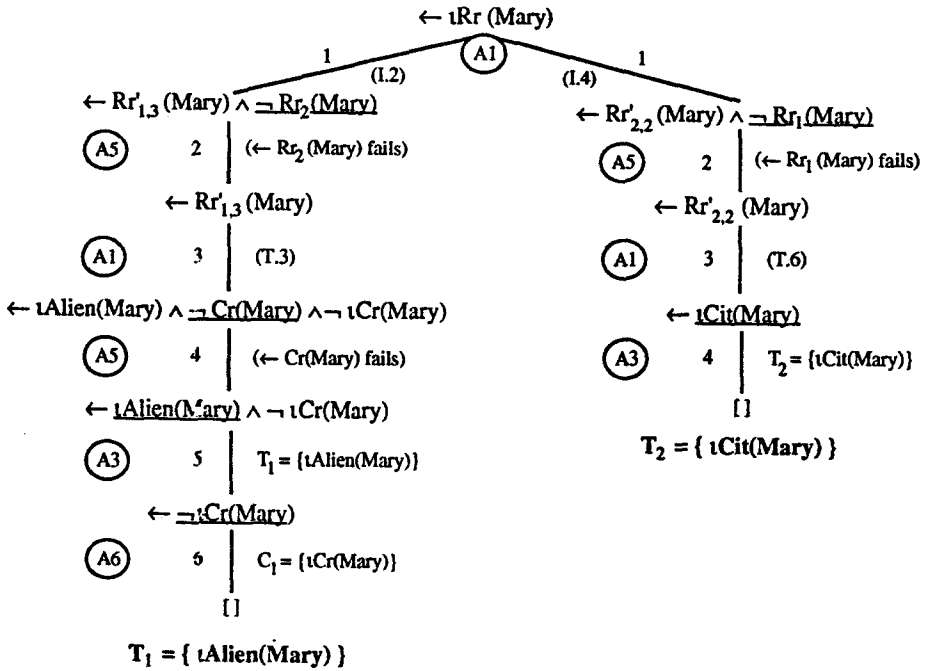 ← ιRr (Mary)
1 (I.2) A1 (I.4) 1
← Rr'1,3 (Mary) ∧ ¬ Rr2(Mary)
← Rr'2,2 (Mary) ∧ ¬ Rr1(Mary)
A5 2 (← Rr2 (Mary) fails)
A5 2 (← Rr1 (Mary) fails)
← Rr'1,3 (Mary)
← Rr'2,2 (Mary)
A1 3 (T.3)
A1 3 (T.6)
← ιAlien(Mary) ∧ ¬ Cr(Mary) ∧¬ ιCr(Mary)
← ιCit(Mary)
A5 4 (← Cr(Mary) fails)
A3 4 T2 = {ιCit(Mary)}
← ιAlien(Mary) ∧ ¬ ιCr(Mary)
[]
T2 = { ιCit(Mary) }
A3 5 T1 = {ιAlien(Mary)}
← ¬ιCr(Mary)
A6 6 C1 = {ιCr(Mary)}
[]
T1 = { ιAlien(Mary) }